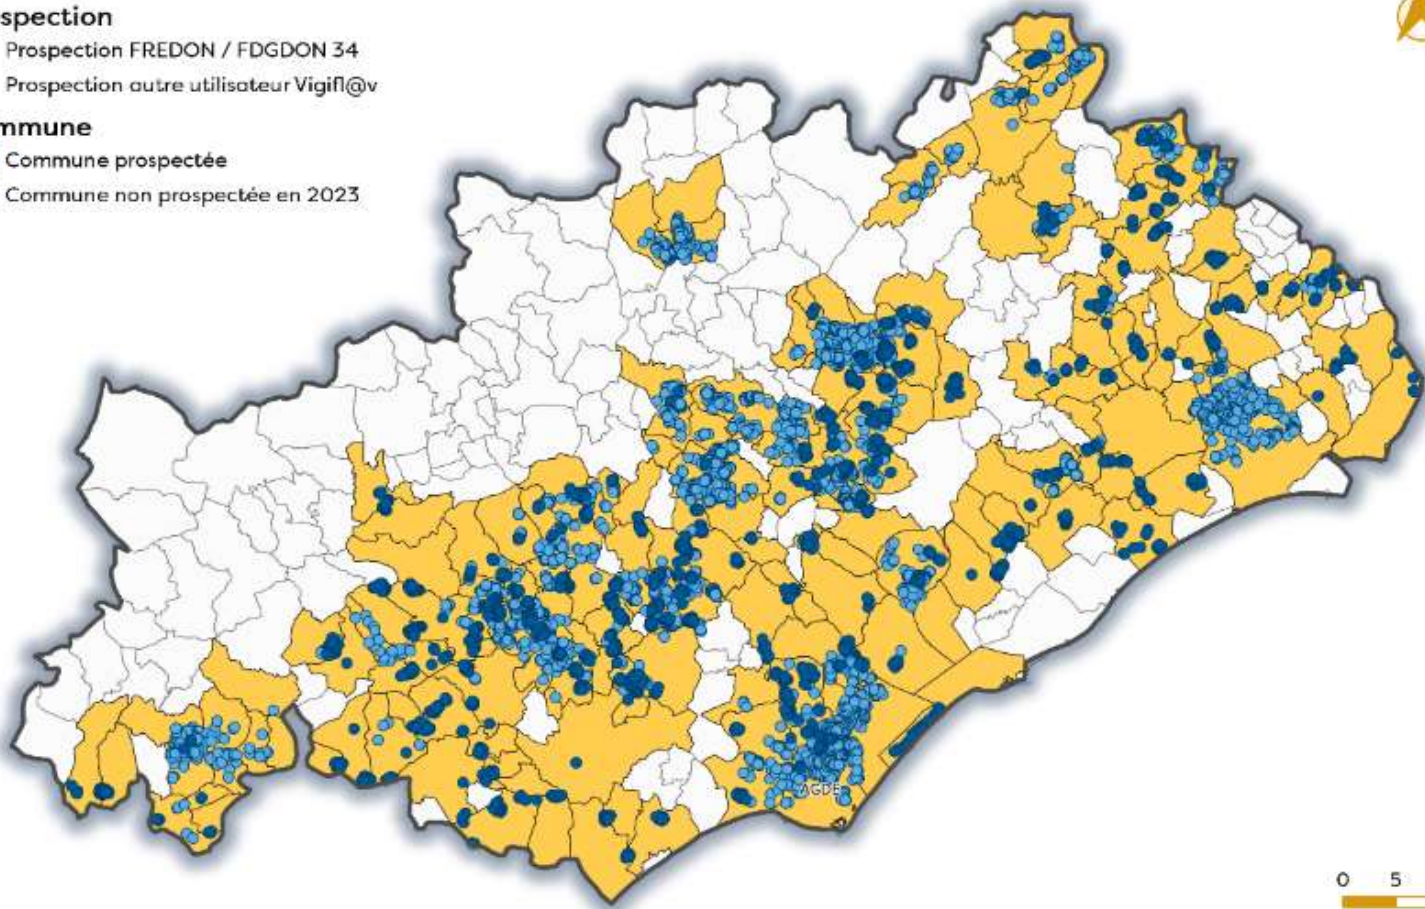 spection
Prospection FREDON / FDGDON 34
Prospection autre utilisateur Vigifl@v
mmune
Commune prospectée
Commune non prospectée en 2023
AGDE
0 5